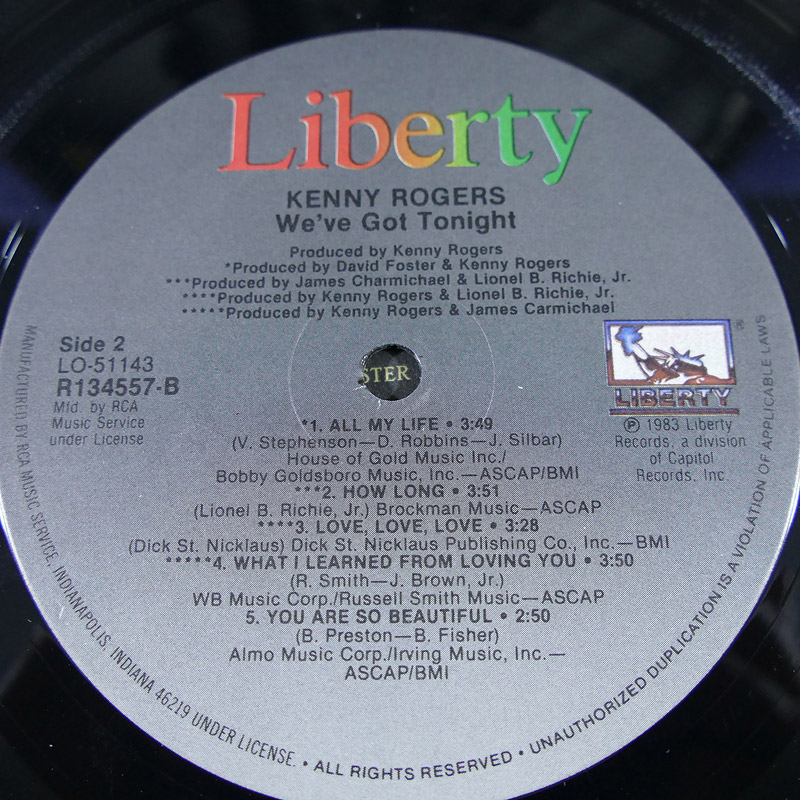 Liberty
KENNY ROGERS
We've Got Tonight
Produced by Kenny Rogers
*Produced by David Foster & Kenny Rogers
***Produced by James Charmichael & Lionel B. Richie, Jr.
****Produced by Kenny Rogers & Lionel B. Richie, Jr.
*****Produced by Kenny Rogers & James Carmichael
Side 2
LO-51143
R134557-B
Mfd. by RCA
Music Service
under License
STER
LIBERTY
®
Ⓟ 1983 Liberty
Records, a division
of Capitol
Records, Inc.
*1. ALL MY LIFE • 3:49
(V. Stephenson—D. Robbins—J. Silbar)
House of Gold Music Inc./
Bobby Goldsboro Music, Inc.—ASCAP/BMI
***2. HOW LONG • 3:51
(Lionel B. Richie, Jr.) Brockman Music—ASCAP
****3. LOVE, LOVE, LOVE • 3:28
(Dick St. Nicklaus) Dick St. Nicklaus Publishing Co., Inc.—BMI
*****4. WHAT I LEARNED FROM LOVING YOU • 3:50
(R. Smith—J. Brown, Jr.)
WB Music Corp./Russell Smith Music—ASCAP
5. YOU ARE SO BEAUTIFUL • 2:50
(B. Preston—B. Fisher)
Almo Music Corp./Irving Music, Inc.—
ASCAP/BMI
MANUFACTURED BY RCA MUSIC SERVICE, INDIANAPOLIS, INDIANA 46219 UNDER LICENSE. • ALL RIGHTS RESERVED • UNAUTHORIZED DUPLICATION IS A VIOLATION OF APPLICABLE LAWS